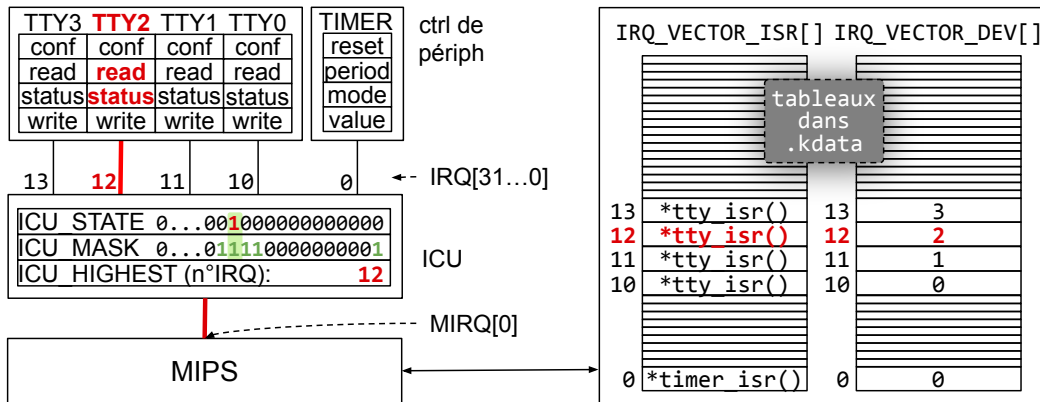 TTY3 TTY2 TTY1 TTY0 TIMER
conf conf conf conf reset
read read read read period
status status status status mode
write write write write value
ctrl de
périph
13 12 11 10 0
IRQ[31...0]
ICU_STATE 0...001000000000000
ICU_MASK 0...011110000000001
ICU_HIGHEST (n°IRQ): 12
ICU
MIRQ[0]
MIPS
IRQ_VECTOR_ISR[] IRQ_VECTOR_DEV[]
tableaux
dans
.kdata
13 *tty_isr() 13 3
12 *tty_isr() 12 2
11 *tty_isr() 11 1
10 *tty_isr() 10 0
0 *timer_isr() 0 0